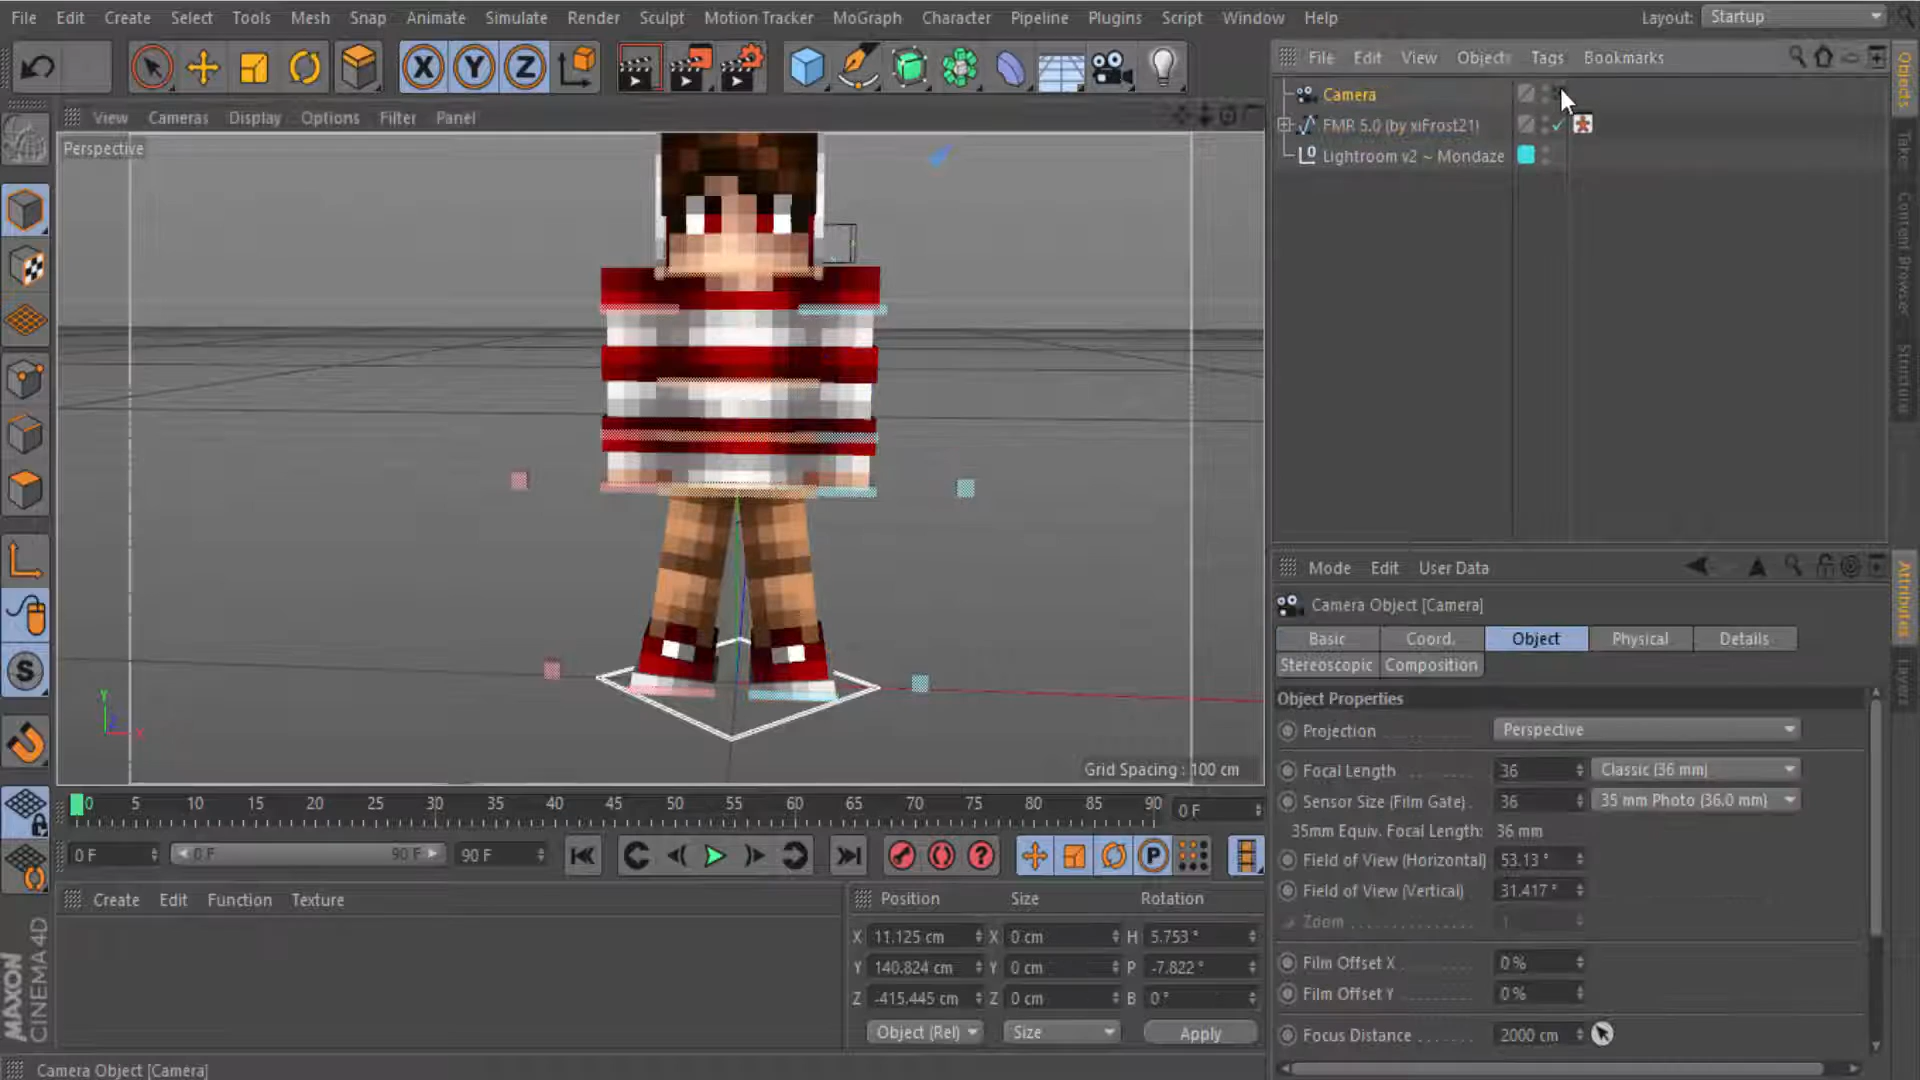 File Edit Create Select Tools Mesh Snap Animate Simulate Render Sculpt Motion Tracker MoGraph Character Pipeline Plugins Script Window Help Layout: Startup
X Y Z
File Edit View Objects Tags Bookmarks
Camera
FMR 5.0 (by xiFrost21)
Lightroom v2 ~ Mondaze
View Cameras Display Options Filter Panel
Perspective
Y
Z
X
Grid Spacing : 100 cm
Objects
Take
Content Browser
Structure
Attributes
Layers
Mode Edit User Data
Camera Object [Camera]
Basic Coord. Object Physical Details
Stereoscopic Composition
Object Properties
Projection Perspective
Focal Length 36 Classic (36 mm)
Sensor Size (Film Gate) 36 35 mm Photo (36.0 mm)
35mm Equiv. Focal Length: 36 mm
Field of View (Horizontal) 53.13 °
Field of View (Vertical) 31.417 °
Zoom 1
Film Offset X 0 %
Film Offset Y 0 %
Focus Distance 2000 cm
0 5 10 15 20 25 30 35 40 45 50 55 60 65 70 75 80 85 90 0 F
0 F 0 F 90 F 90 F
P
Create Edit Function Texture
Position Size Rotation
X 11.125 cm X 0 cm H 5.753 °
Y 140.824 cm Y 0 cm P -7.822 °
Z -415.445 cm Z 0 cm B 0 °
Object (Rel) Size Apply
MAXON
CINEMA 4D
Camera Object [Camera]